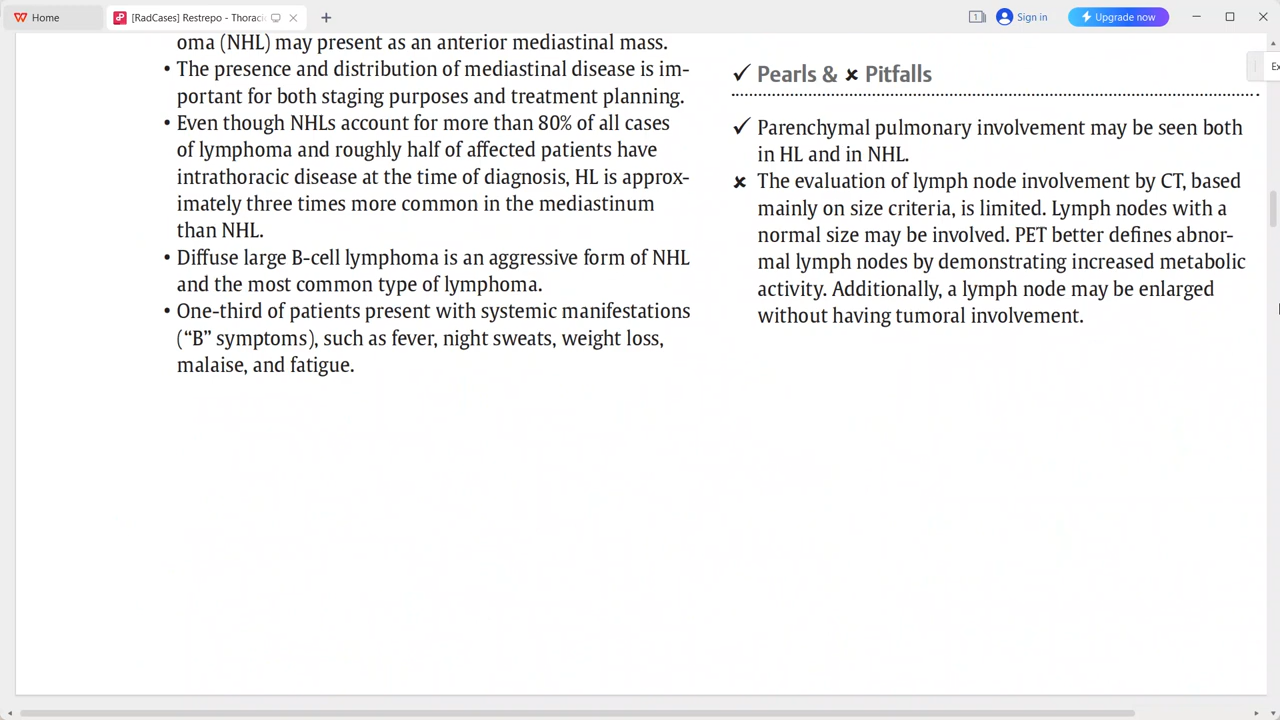 Home
[RadCases] Restrepo - Thoraci
1
Sign in
Upgrade now
oma (NHL) may present as an anterior mediastinal mass.
• The presence and distribution of mediastinal disease is im-
portant for both staging purposes and treatment planning.
• Even though NHLs account for more than 80% of all cases
of lymphoma and roughly half of affected patients have
intrathoracic disease at the time of diagnosis, HL is approx-
imately three times more common in the mediastinum
than NHL.
• Diffuse large B-cell lymphoma is an aggressive form of NHL
and the most common type of lymphoma.
• One-third of patients present with systemic manifestations
(“B” symptoms), such as fever, night sweats, weight loss,
malaise, and fatigue.
✓ Pearls & ✘ Pitfalls
✓ Parenchymal pulmonary involvement may be seen both
in HL and in NHL.
✘ The evaluation of lymph node involvement by CT, based
mainly on size criteria, is limited. Lymph nodes with a
normal size may be involved. PET better defines abnor-
mal lymph nodes by demonstrating increased metabolic
activity. Additionally, a lymph node may be enlarged
without having tumoral involvement.
Ex